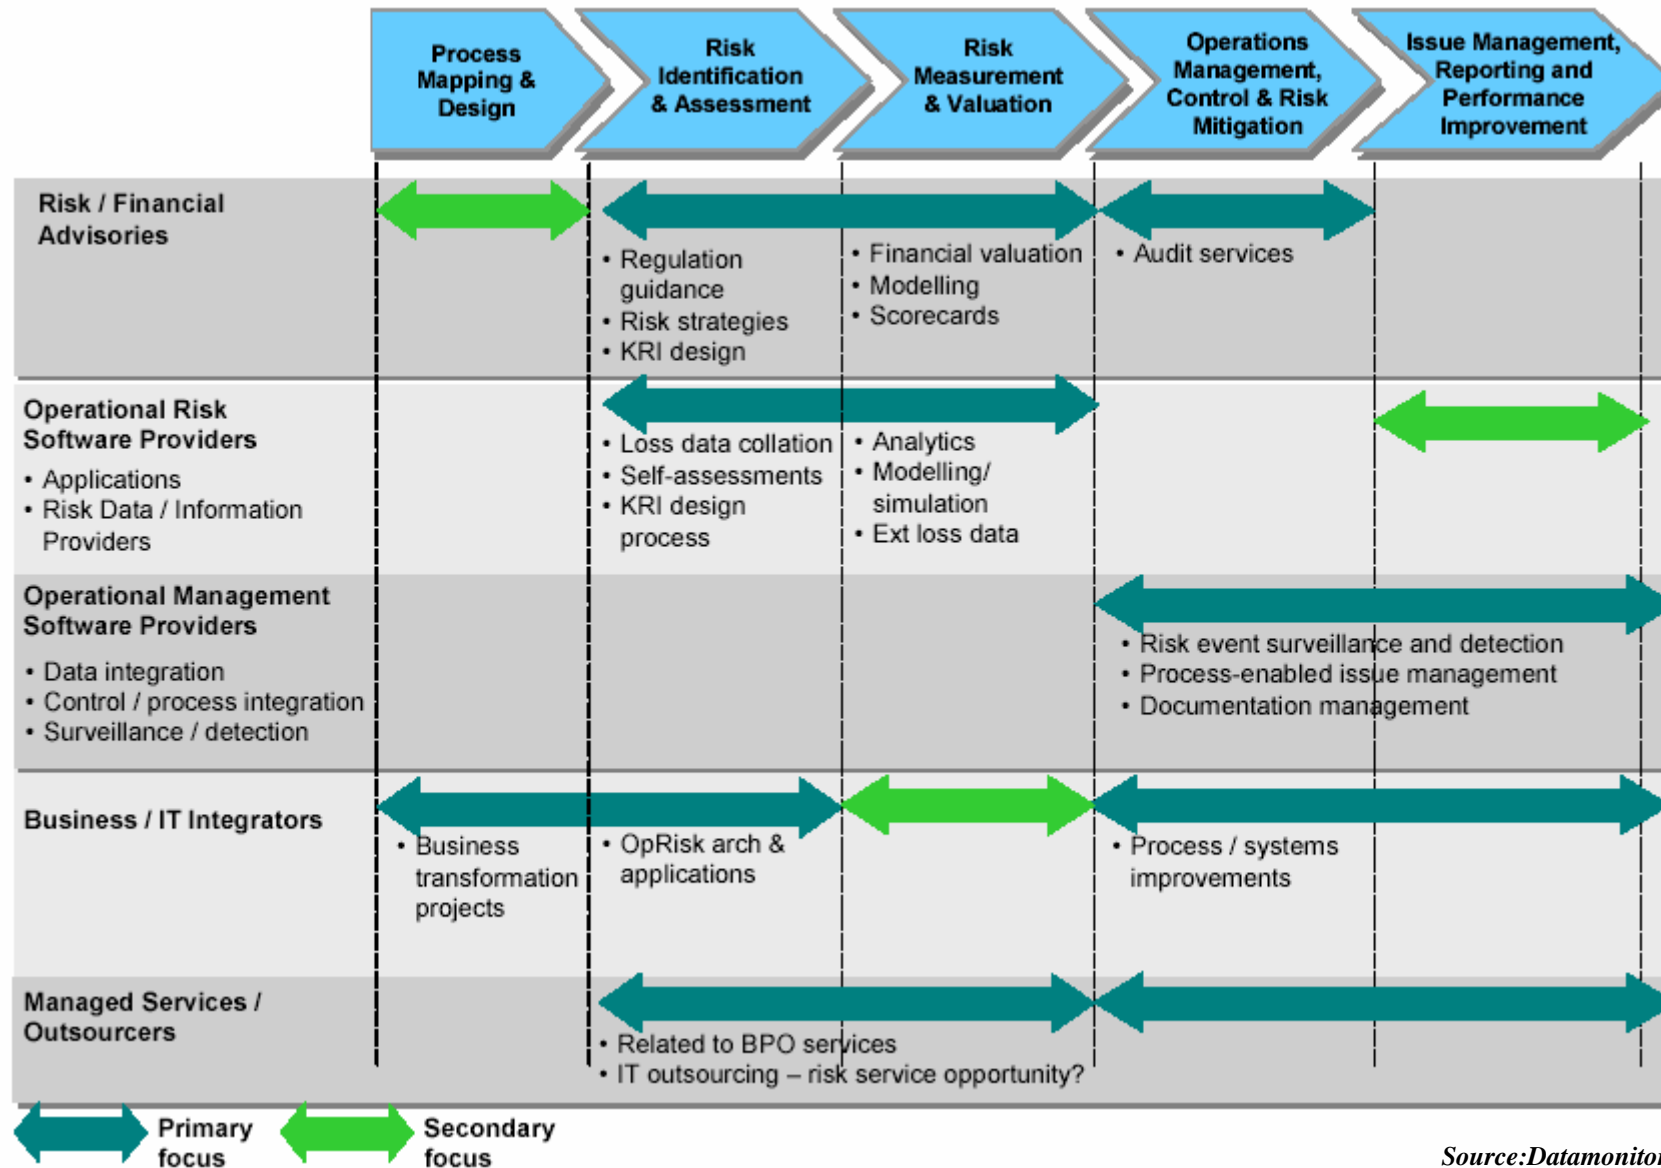 Process
Mapping &
Design
Risk
Identification
& Assessment
Risk
Measurement
& Valuation
Operations
Management,
Control & Risk
Mitigation
Issue Management,
Reporting and
Performance
Improvement
Risk / Financial
Advisories
• Regulation
guidance
• Risk strategies
• KRI design
• Financial valuation
• Modelling
• Scorecards
• Audit services
Operational Risk
Software Providers
• Applications
• Risk Data / Information
Providers
• Loss data collation
• Self-assessments
• KRI design
process
• Analytics
• Modelling/
simulation
• Ext loss data
Operational Management
Software Providers
• Data integration
• Control / process integration
• Surveillance / detection
• Risk event surveillance and detection
• Process-enabled issue management
• Documentation management
Business / IT Integrators
• Business
transformation
projects
• OpRisk arch &
applications
• Process / systems
improvements
Managed Services /
Outsourcers
• Related to BPO services
• IT outsourcing – risk service opportunity?
Primary
focus
Secondary
focus
Source:Datamonitor